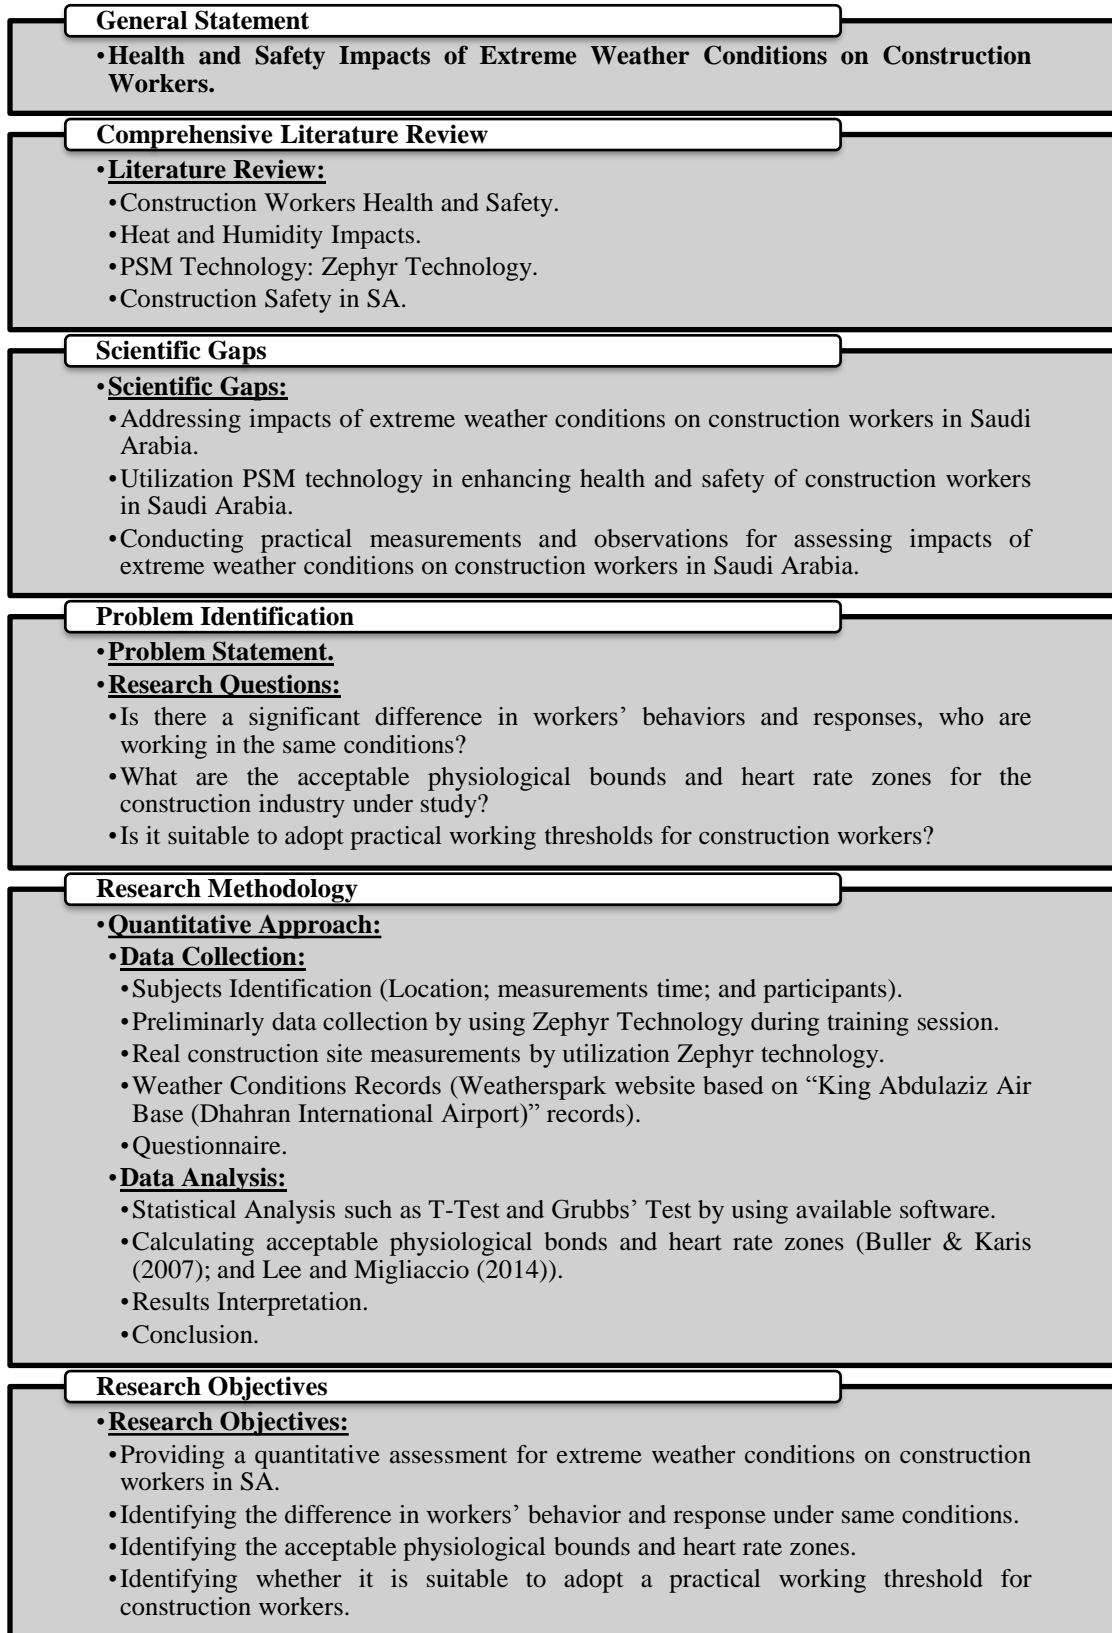 General Statement
•Health and Safety Impacts of Extreme Weather Conditions on Construction
Workers.
Comprehensive Literature Review
•Literature Review:
•Construction Workers Health and Safety.
•Heat and Humidity Impacts.
•PSM Technology: Zephyr Technology.
•Construction Safety in SA.
Scientific Gaps
•Scientific Gaps:
•Addressing impacts of extreme weather conditions on construction workers in Saudi
Arabia.
•Utilization PSM technology in enhancing health and safety of construction workers
in Saudi Arabia.
•Conducting practical measurements and observations for assessing impacts of
extreme weather conditions on construction workers in Saudi Arabia.
Problem Identification
•Problem Statement.
•Research Questions:
•Is there a significant difference in workers’ behaviors and responses, who are
working in the same conditions?
•What are the acceptable physiological bounds and heart rate zones for the
construction industry under study?
•Is it suitable to adopt practical working thresholds for construction workers?
Research Methodology
•Quantitative Approach:
•Data Collection:
•Subjects Identification (Location; measurements time; and participants).
•Preliminarly data collection by using Zephyr Technology during training session.
•Real construction site measurements by utilization Zephyr technology.
•Weather Conditions Records (Weatherspark website based on “King Abdulaziz Air
Base (Dhahran International Airport)” records).
•Questionnaire.
•Data Analysis:
•Statistical Analysis such as T-Test and Grubbs’ Test by using available software.
•Calculating acceptable physiological bonds and heart rate zones (Buller & Karis
(2007); and Lee and Migliaccio (2014)).
•Results Interpretation.
•Conclusion.
Research Objectives
•Research Objectives:
•Providing a quantitative assessment for extreme weather conditions on construction
workers in SA.
•Identifying the difference in workers’ behavior and response under same conditions.
•Identifying the acceptable physiological bounds and heart rate zones.
•Identifying whether it is suitable to adopt a practical working threshold for
construction workers.